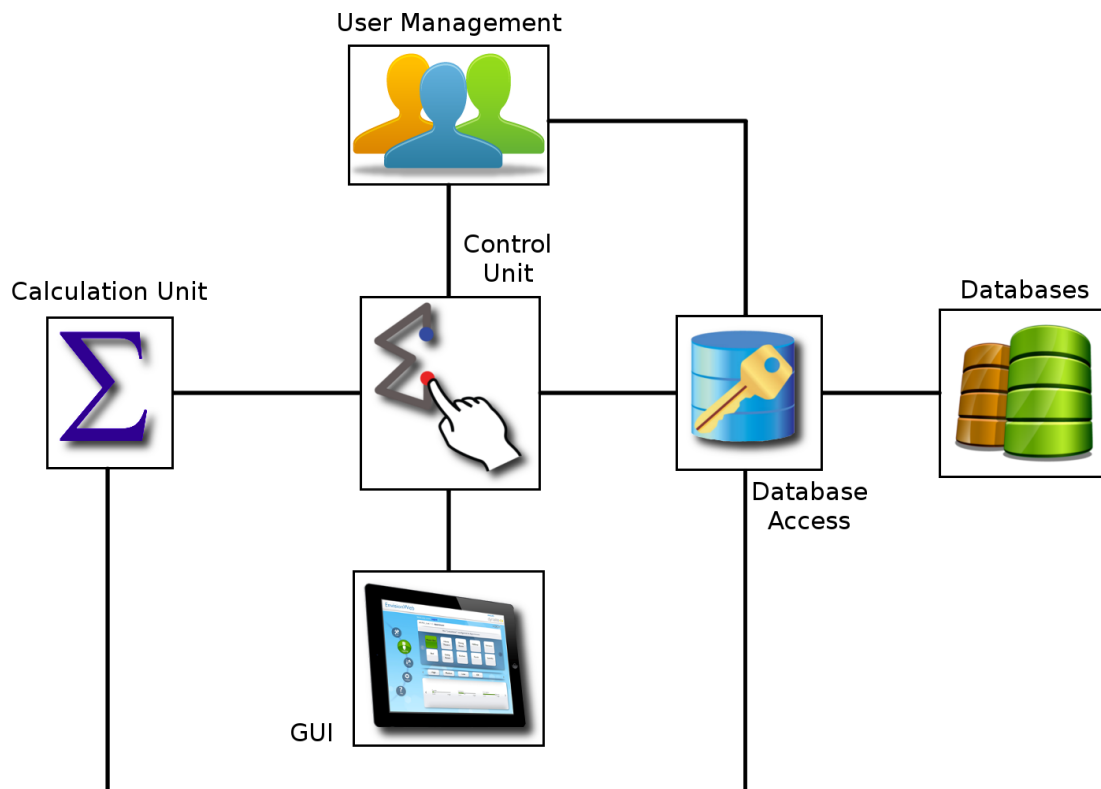 User Management
Control
Unit
Calculation Unit
Databases
Database
Access
GUI